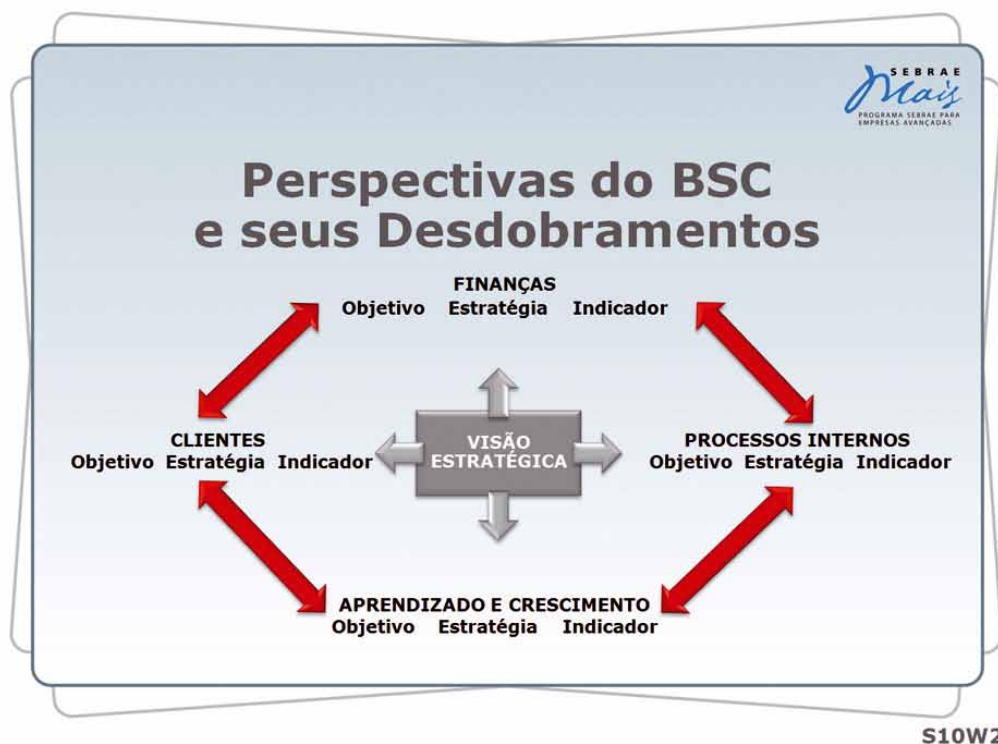 SEBRAE
Mais
PROGRAMA SEBRAE PARA
EMPRESAS AVANÇADAS
Perspectivas do BSC
e seus Desdobramentos
FINANÇAS
Objetivo Estratégia Indicador
CLIENTES
Objetivo Estratégia Indicador
VISÃO
ESTRATÉGICA
PROCESSOS INTERNOS
Objetivo Estratégia Indicador
APRENDIZADO E CRESCIMENTO
Objetivo Estratégia Indicador
S10W2